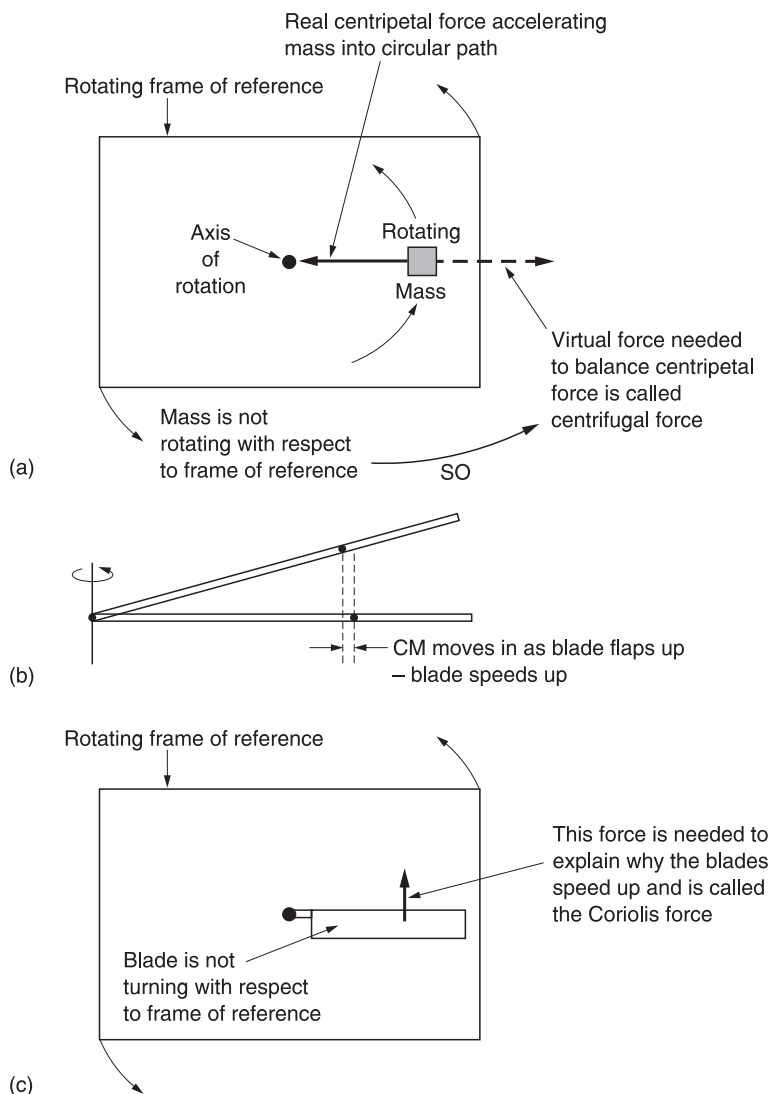 Real centripetal force accelerating
mass into circular path
Rotating frame of reference
Axis
of
rotation
Rotating
Mass
Virtual force needed
to balance centripetal
force is called
centrifugal force
Mass is not
rotating with respect
to frame of reference
SO
(a)
CM moves in as blade flaps up
– blade speeds up
(b)
Rotating frame of reference
This force is needed to
explain why the blades
speed up and is called
the Coriolis force
Blade is not
turning with respect
to frame of reference
(c)